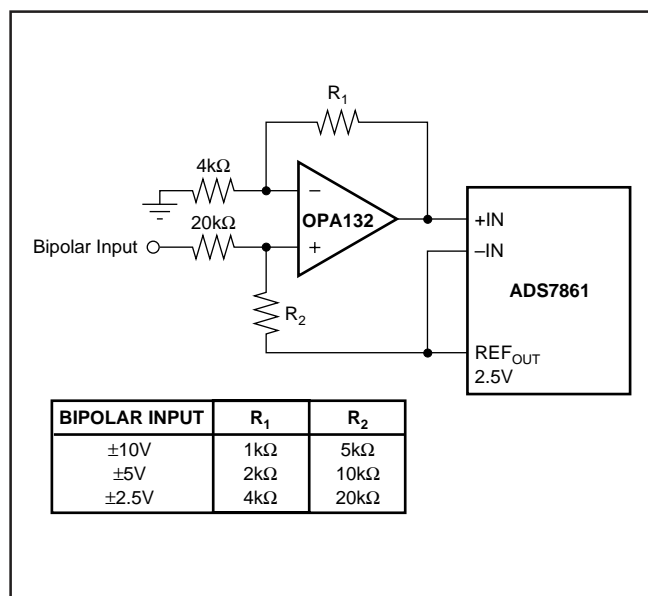 R1
4kΩ
–
OPA132
20kΩ
+
Bipolar Input
R2
+IN
–IN
ADS7861
REFOUT
2.5V
BIPOLAR INPUT R1 R2
±10V 1kΩ 5kΩ
±5V 2kΩ 10kΩ
±2.5V 4kΩ 20kΩ